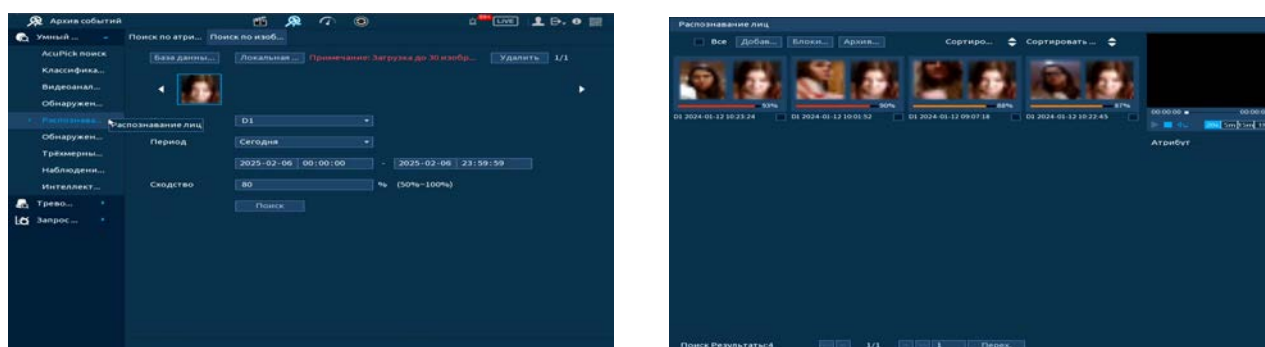 Архив событий
LIVE
Умный ...
Поиск по атри... Поиск по изоб...
AcuPick поиск
База данны... Локальная ... Примечание: Загрузка до 30 изобр... Удалить 1/1
Классифика...
Видеоанал...
Обнаружен...
Распознава...
Распознавание лиц
D1
Обнаружен...
Период Сегодня
Трёхмерны...
2025-02-06 00:00:00 - 2025-02-06 23:59:59
Наблюдени...
Интеллект...
Сходство 80 % (50%~100%)
Трево...
Поиск
Запрос ...
Распознавание лиц
Все Добав... Блоки... Архив... Сортиро... Сортировать ...
93% 90% 88% 87%
D1 2024-01-12 10:23:24 D1 2024-01-12 10:01:52 D1 2024-01-12 09:07:18 D1 2024-01-12 10:22:45
00:00:00
Атрибут
Поиск Результаты:4 1/1 1 Перех...